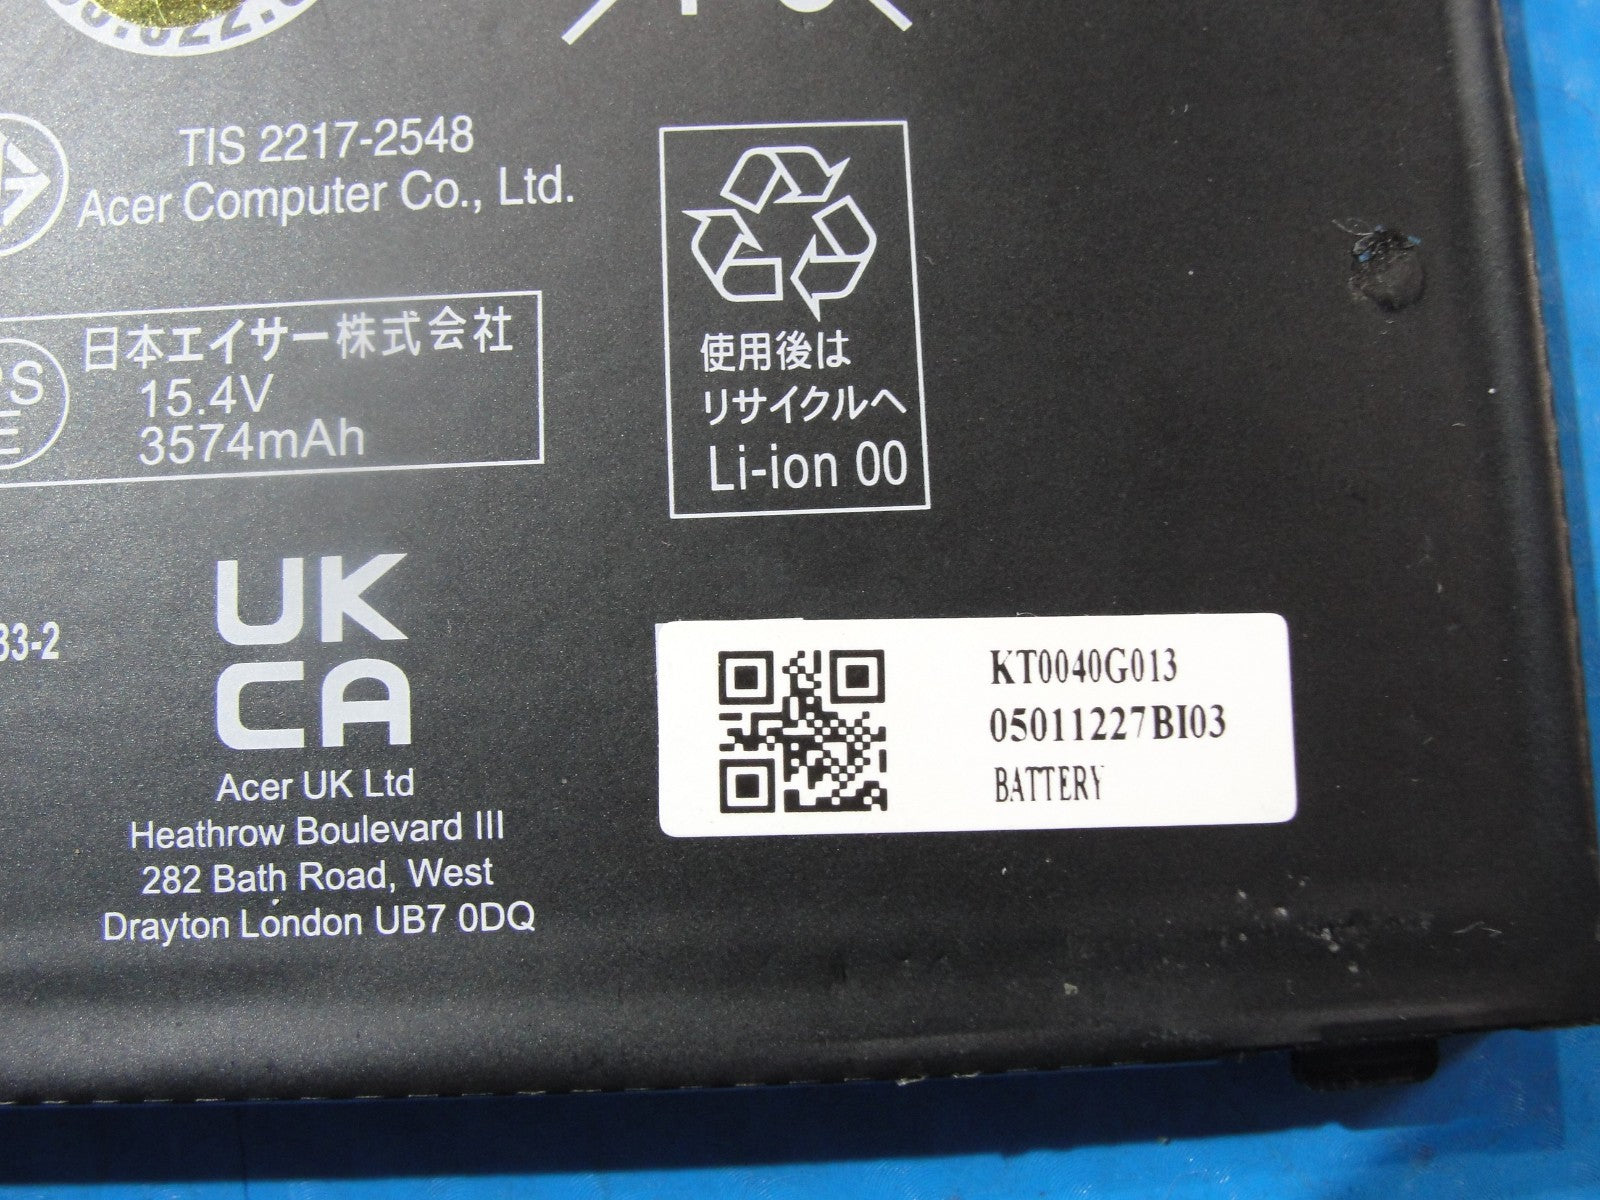 TIS 2217-2548
Acer Computer Co., Ltd.
日本エイサー株式会社
15.4V
3574mAh
使用後は
リサイクルへ
Li-ion 00
UK
CA
Acer UK Ltd
Heathrow Boulevard III
282 Bath Road, West
Drayton London UB7 0DQ
33-2
KT0040G013
05011227BI03
BATTERY